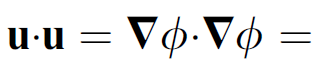 𝐮·𝐮 = 𝛁ϕ·𝛁ϕ =